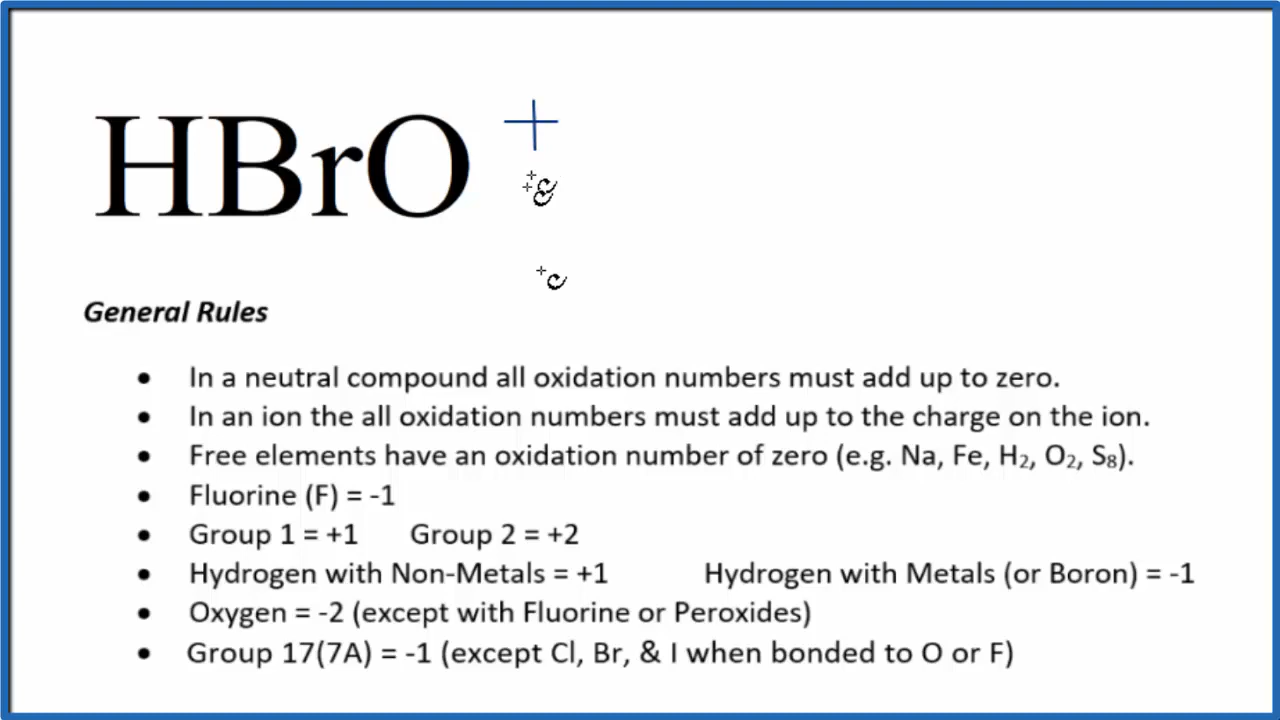 HBrO
General Rules
• In a neutral compound all oxidation numbers must add up to zero.
• In an ion the all oxidation numbers must add up to the charge on the ion.
• Free elements have an oxidation number of zero (e.g. Na, Fe, H₂, O₂, S₈).
• Fluorine (F) = -1
• Group 1 = +1 Group 2 = +2
• Hydrogen with Non-Metals = +1 Hydrogen with Metals (or Boron) = -1
• Oxygen = -2 (except with Fluorine or Peroxides)
• Group 17(7A) = -1 (except Cl, Br, & I when bonded to O or F)